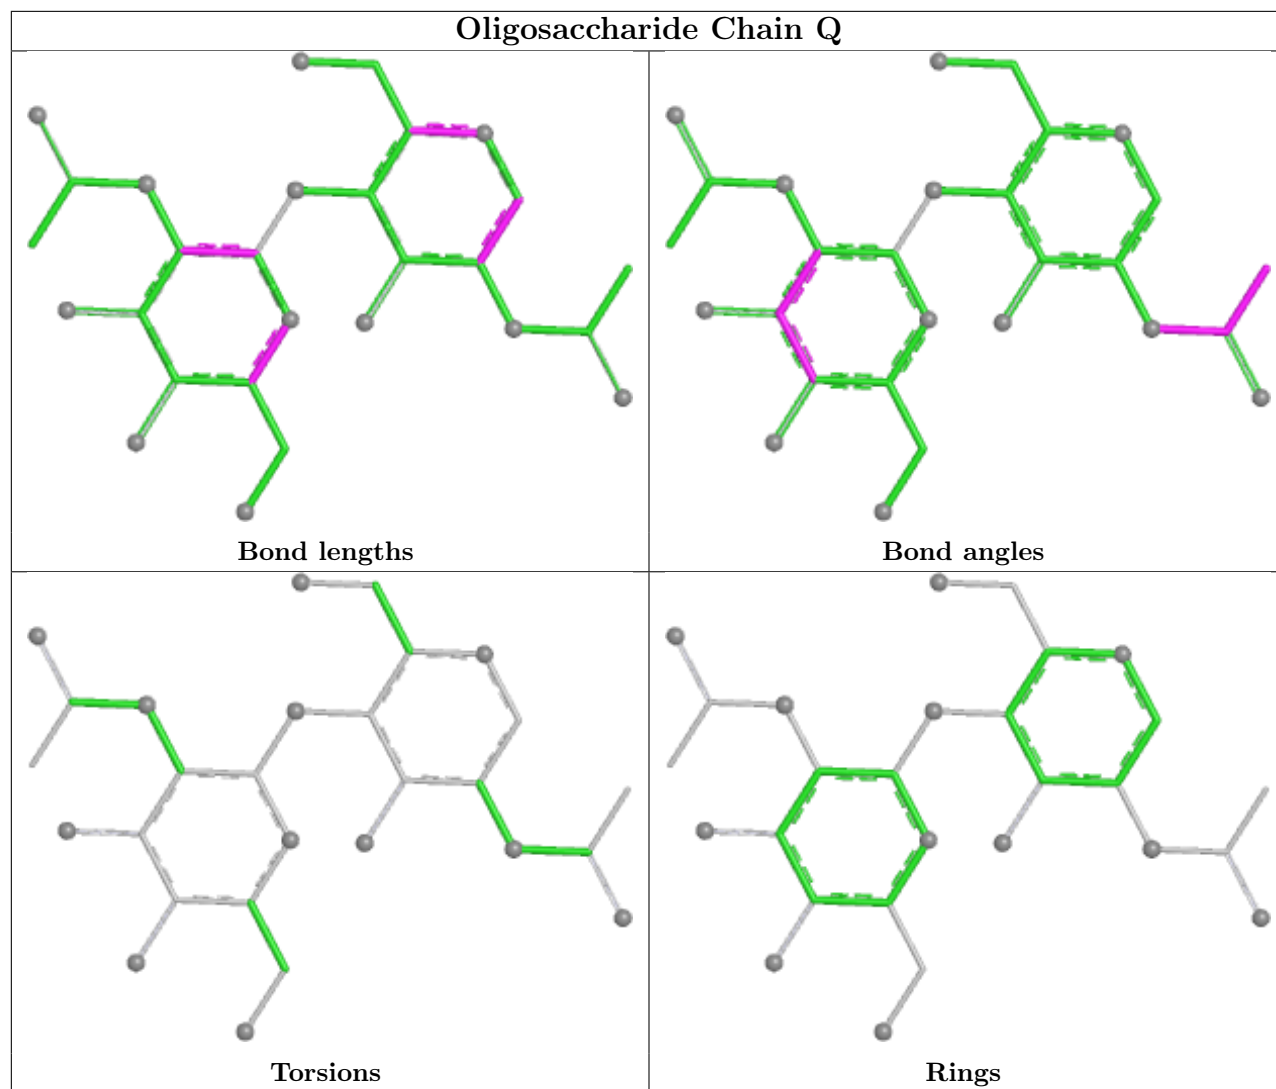 Oligosaccharide Chain Q
Bond lengths
Bond angles
Torsions
Rings